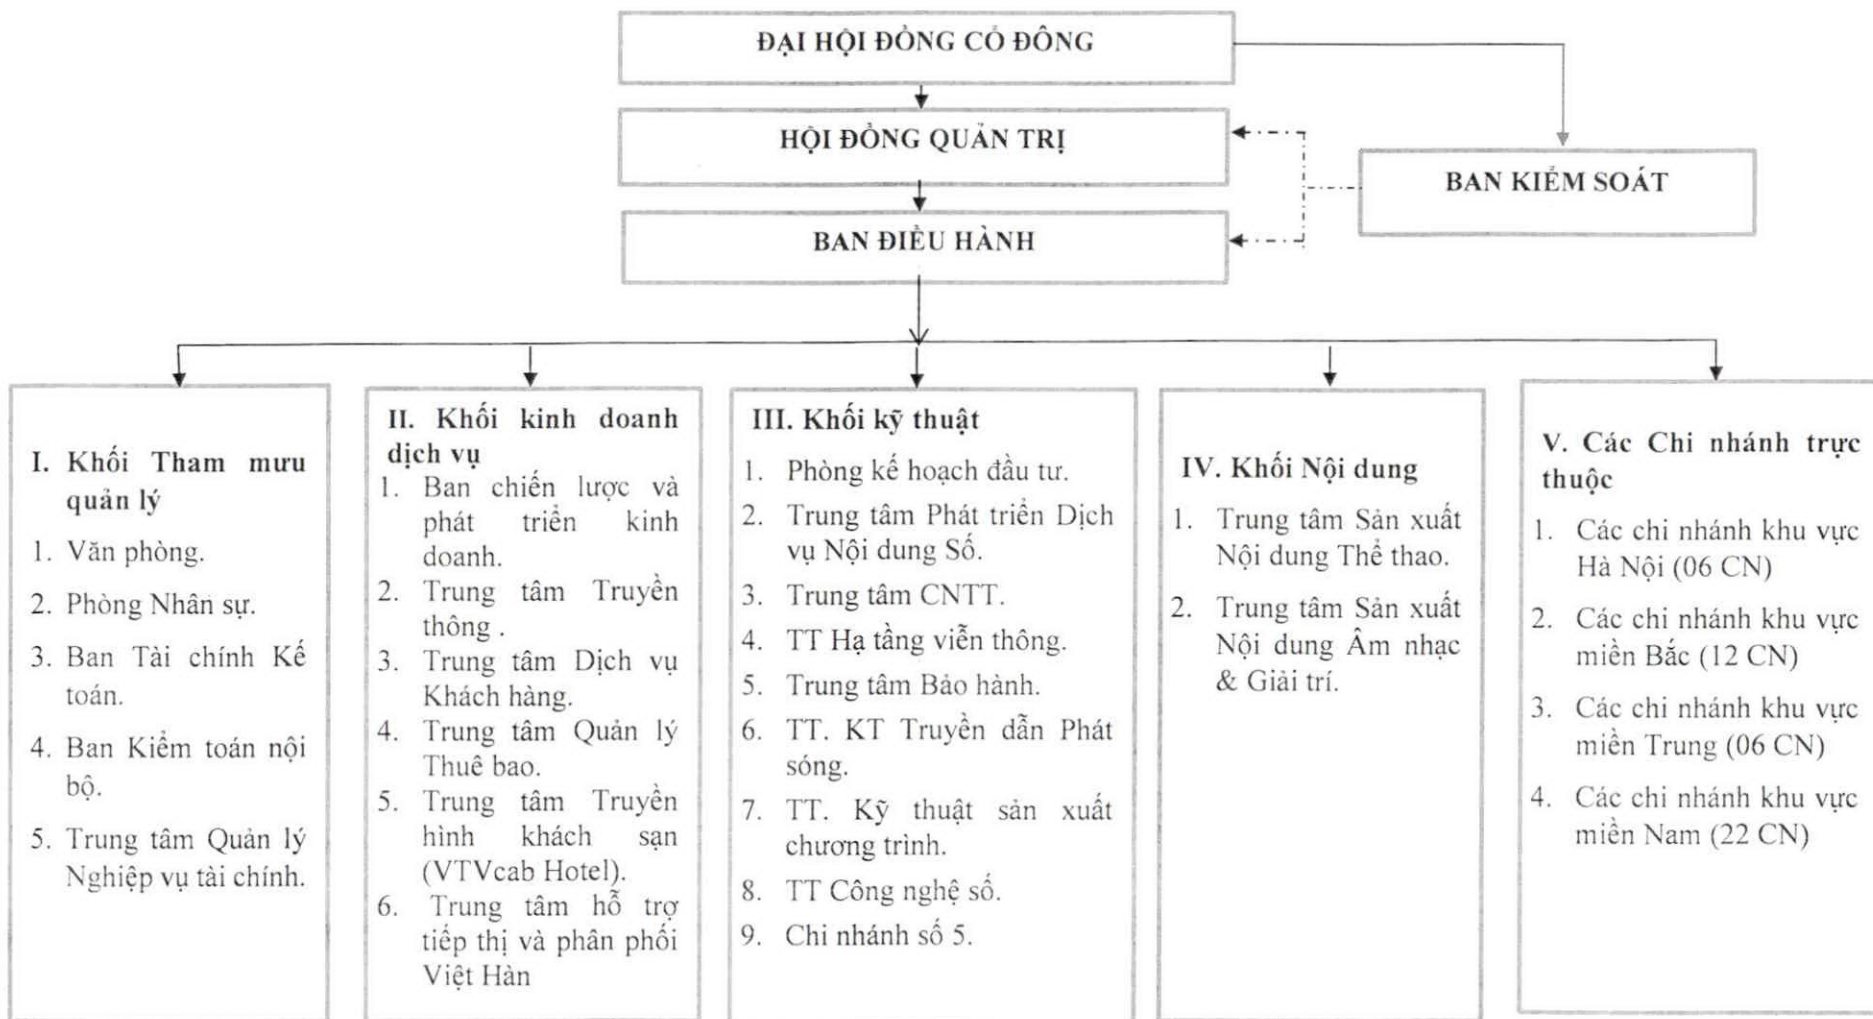 ĐẠI HỘI ĐỒNG CỔ ĐÔNG
HỘI ĐỒNG QUẢN TRỊ
BAN KIỂM SOÁT
BAN ĐIỀU HÀNH
I. Khối Tham mưu
quản lý
1. Văn phòng.
2. Phòng Nhân sự.
3. Ban Tài chính Kế
toán.
4. Ban Kiểm toán nội
bộ.
5. Trung tâm Quản lý
Nghiệp vụ tài chính.
II. Khối kinh doanh
dịch vụ
1. Ban chiến lược và
phát triển kinh
doanh.
2. Trung tâm Truyền
thông .
3. Trung tâm Dịch vụ
Khách hàng.
4. Trung tâm Quản lý
Thuê bao.
5. Trung tâm Truyền
hình khách sạn
(VTVcab Hotel).
6. Trung tâm hỗ trợ
tiếp thị và phân phối
Việt Hàn
III. Khối kỹ thuật
1. Phòng kế hoạch đầu tư.
2. Trung tâm Phát triển Dịch
vụ Nội dung Số.
3. Trung tâm CNTT.
4. TT Hạ tầng viễn thông.
5. Trung tâm Bảo hành.
6. TT. KT Truyền dẫn Phát
sóng.
7. TT. Kỹ thuật sản xuất
chương trình.
8. TT Công nghệ số.
9. Chi nhánh số 5.
IV. Khối Nội dung
1. Trung tâm Sản xuất
Nội dung Thể thao.
2. Trung tâm Sản xuất
Nội dung Âm nhạc
& Giải trí.
V. Các Chi nhánh trực
thuộc
1. Các chi nhánh khu vực
Hà Nội (06 CN)
2. Các chi nhánh khu vực
miền Bắc (12 CN)
3. Các chi nhánh khu vực
miền Trung (06 CN)
4. Các chi nhánh khu vực
miền Nam (22 CN)